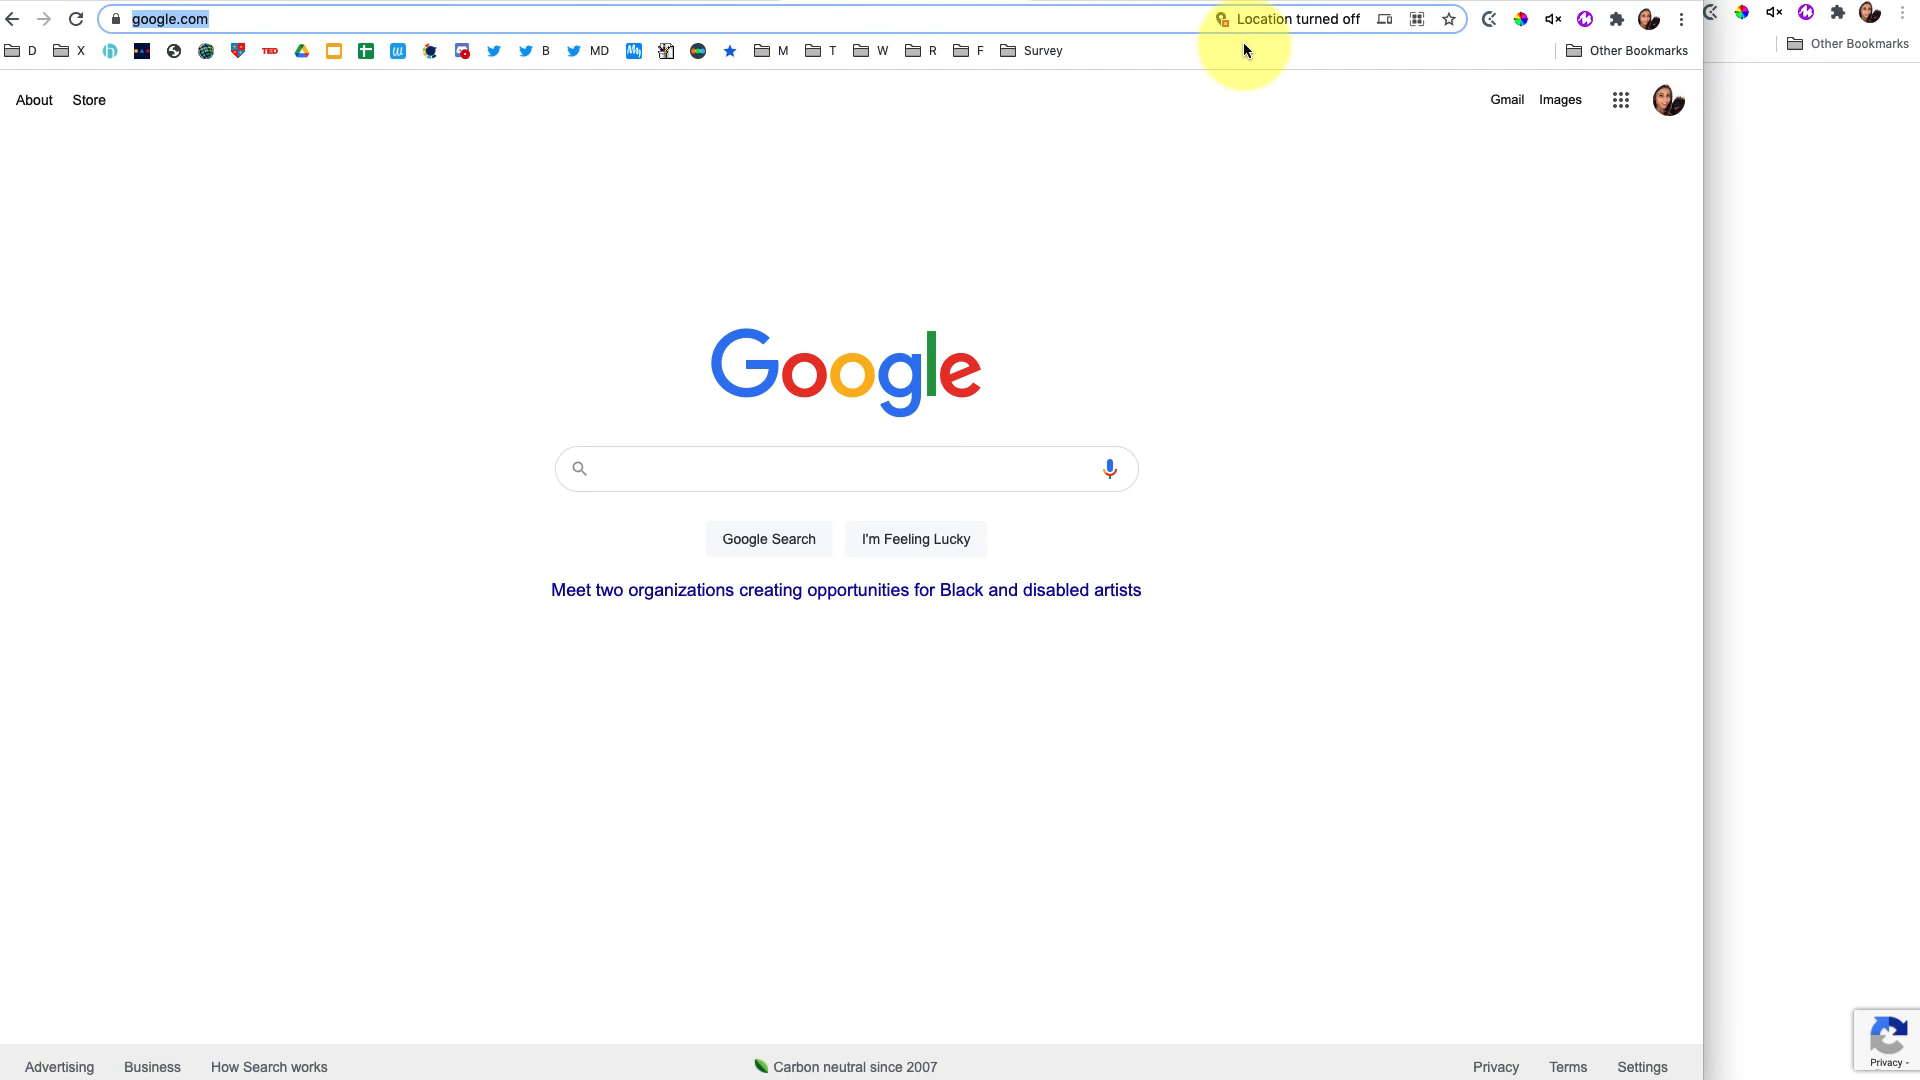 google.com
Location turned off
D
X
TED
B
MD
M
T
W
R
F
Survey
Other Bookmarks
Other Bookmarks
About
Store
Gmail
Images
Google
Google Search
I'm Feeling Lucky
Meet two organizations creating opportunities for Black and disabled artists
Advertising
Business
How Search works
Carbon neutral since 2007
Privacy
Terms
Settings
Privacy -